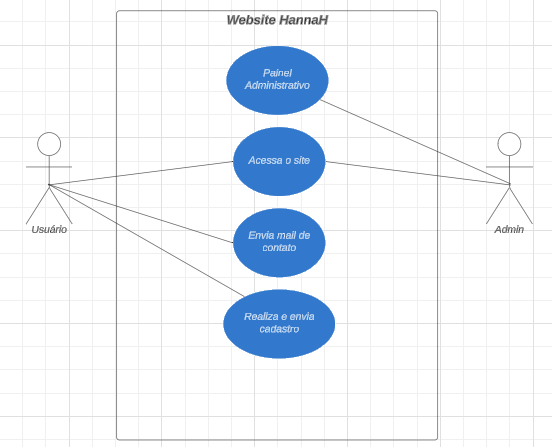 Website HannaH
Painel
Administrativo
Acessa o site
Envia mail de
contato
Realiza e envia
cadastro
Usuário
Admin